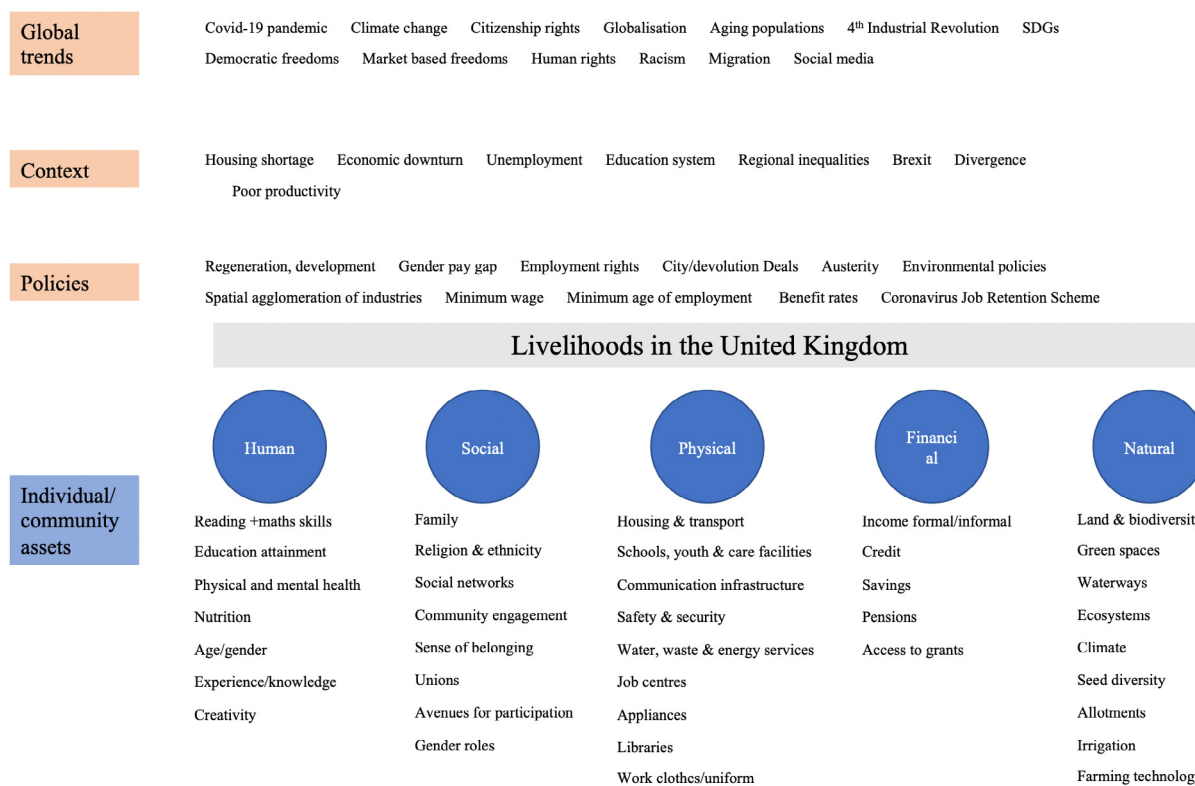 Global
trends
Covid-19 pandemic Climate change Citizenship rights Globalisation Aging populations 4th Industrial Revolution SDGs
Democratic freedoms Market based freedoms Human rights Racism Migration Social media
Context
Housing shortage Economic downturn Unemployment Education system Regional inequalities Brexit Divergence
Poor productivity
Policies
Regeneration, development Gender pay gap Employment rights City/devolution Deals Austerity Environmental policies
Spatial agglomeration of industries Minimum wage Minimum age of employment Benefit rates Coronavirus Job Retention Scheme
Livelihoods in the United Kingdom
Individual/
community
assets
Human
Reading +maths skills
Education attainment
Physical and mental health
Nutrition
Age/gender
Experience/knowledge
Creativity
Social
Family
Religion & ethnicity
Social networks
Community engagement
Sense of belonging
Unions
Avenues for participation
Gender roles
Physical
Housing & transport
Schools, youth & care facilities
Communication infrastructure
Safety & security
Water, waste & energy services
Job centres
Appliances
Libraries
Work clothes/uniform
Financi
al
Income formal/informal
Credit
Savings
Pensions
Access to grants
Natural
Land & biodiversit
Green spaces
Waterways
Ecosystems
Climate
Seed diversity
Allotments
Irrigation
Farming technolog